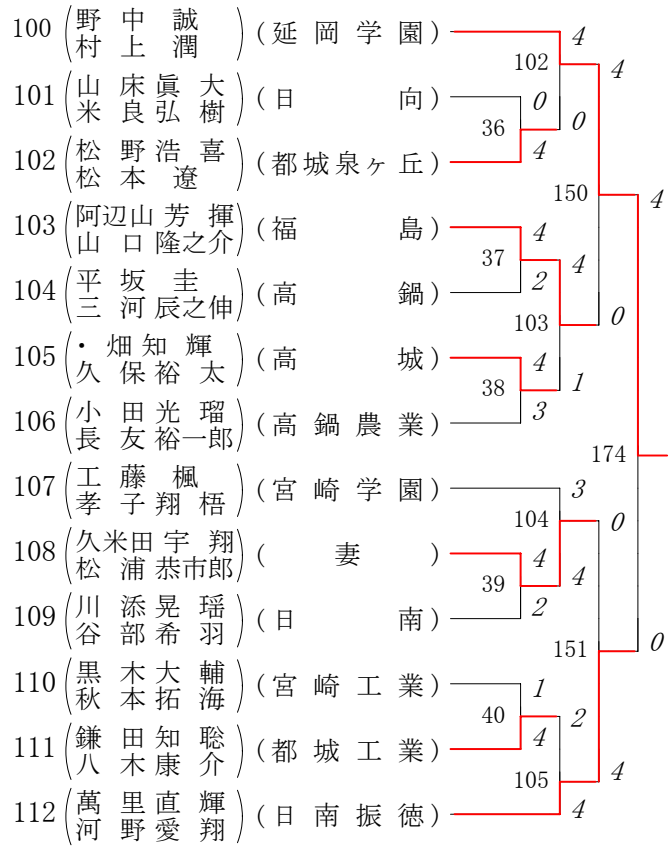 100 (野中誠 村上潤) (延岡学園) 4
102 4
101 (山床眞大 米良弘樹) (日向) 0 0
36
102 (松野浩喜 松本遼) (都城泉ヶ丘) 4
150 4
103 (阿辺山芳揮 山口隆之介) (福島) 4
37 4
104 (平坂圭 三河辰之伸) (高鍋) 2
103 0
105 (・畑知輝 久保裕太) (高城) 4 1
38
106 (小田光瑠 長友裕一郎) (高鍋農業) 3
174
107 (工藤楓 孝子翔梧) (宮崎学園) 3
104 0
108 (久米田宇翔 松浦恭市郎) (妻) 4
39 4
109 (川添晃瑶 谷部希羽) (日南) 2
151 0
110 (黒木大輔 秋本拓海) (宮崎工業) 1
40 2
111 (鎌田知聡 八木康介) (都城工業) 4
105 4
112 (萬里直輝 河野愛翔) (日南振徳) 4